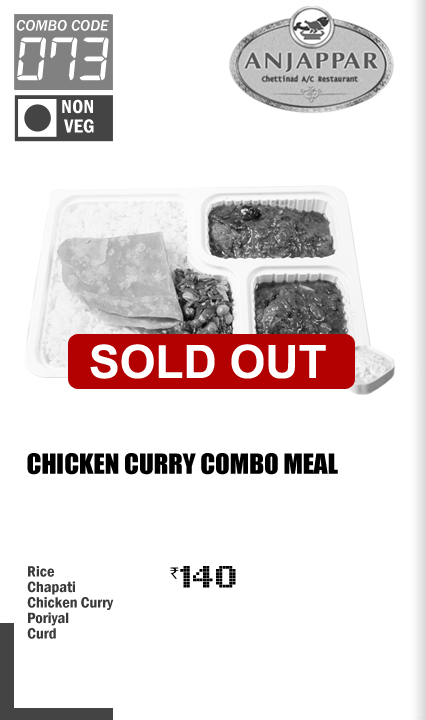 COMBO CODE
073
NON
VEG
ANJAPPAR
Chettinad A/C Restaurant
SOLD OUT
CHICKEN CURRY COMBO MEAL
Rice
Chapati
Chicken Curry
Poriyal
Curd
₹140